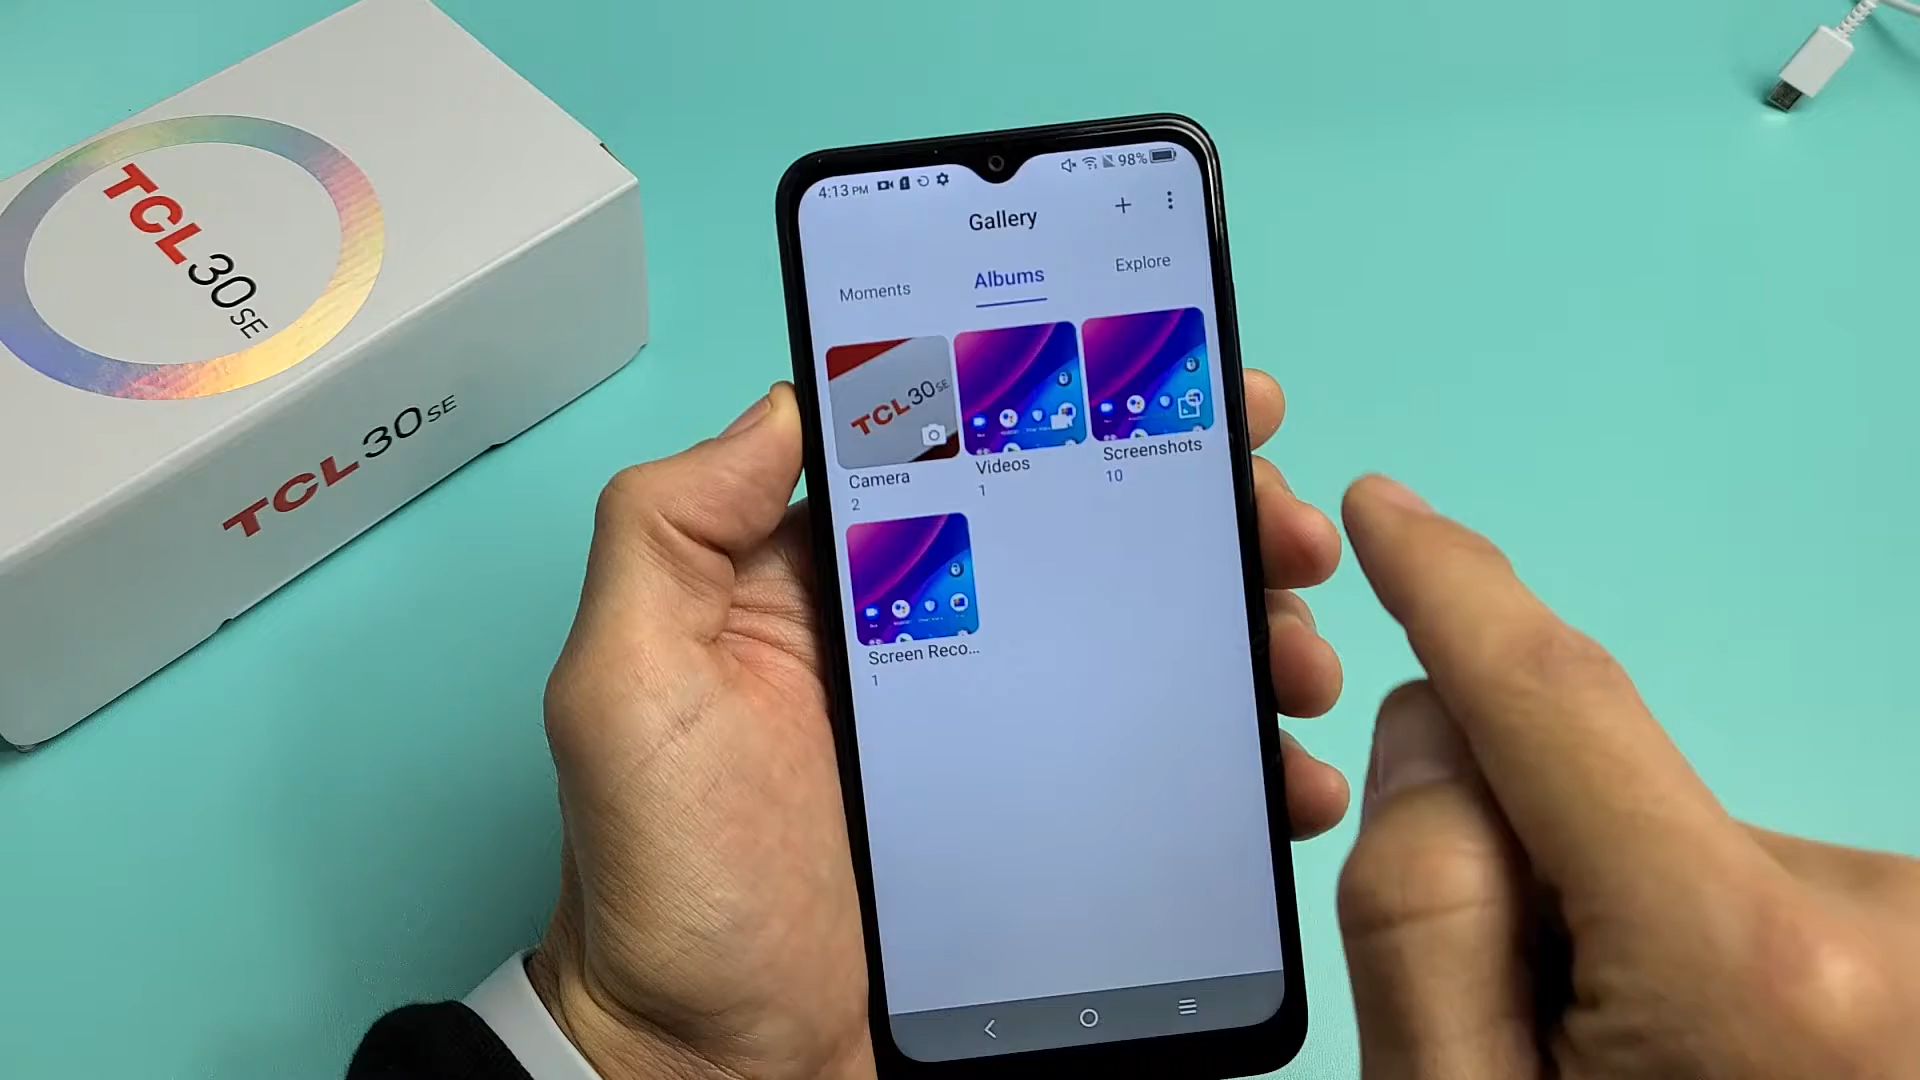 TCL 30 SE
TCL 30 SE
4:13 PM
98%
Gallery
Moments
Albums
Explore
TCL 30 SE
Camera
2
Videos
1
Screenshots
10
Screen Reco...
1